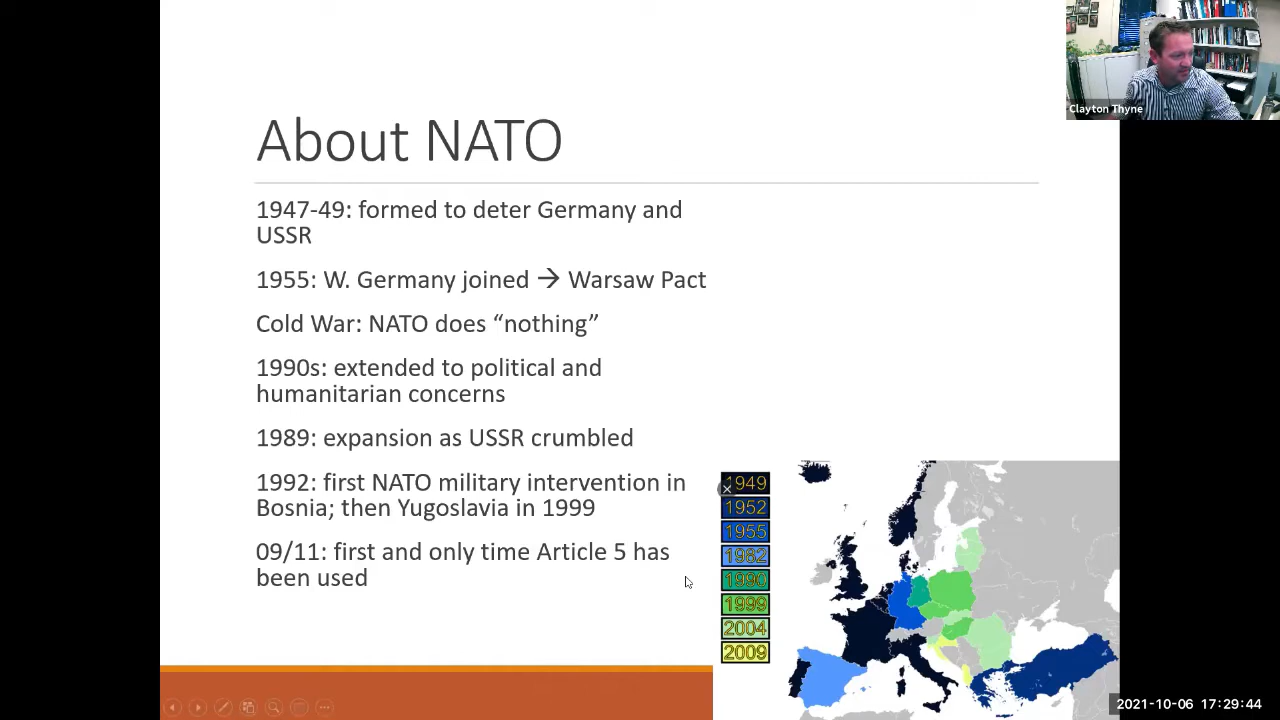 Clayton Thyne
About NATO
1947-49: formed to deter Germany and
USSR
1955: W. Germany joined → Warsaw Pact
Cold War: NATO does “nothing”
1990s: extended to political and
humanitarian concerns
1989: expansion as USSR crumbled
1992: first NATO military intervention in
Bosnia; then Yugoslavia in 1999
09/11: first and only time Article 5 has
been used
1949
1952
1955
1982
1990
1999
2004
2009
2021-10-06 17:29:44